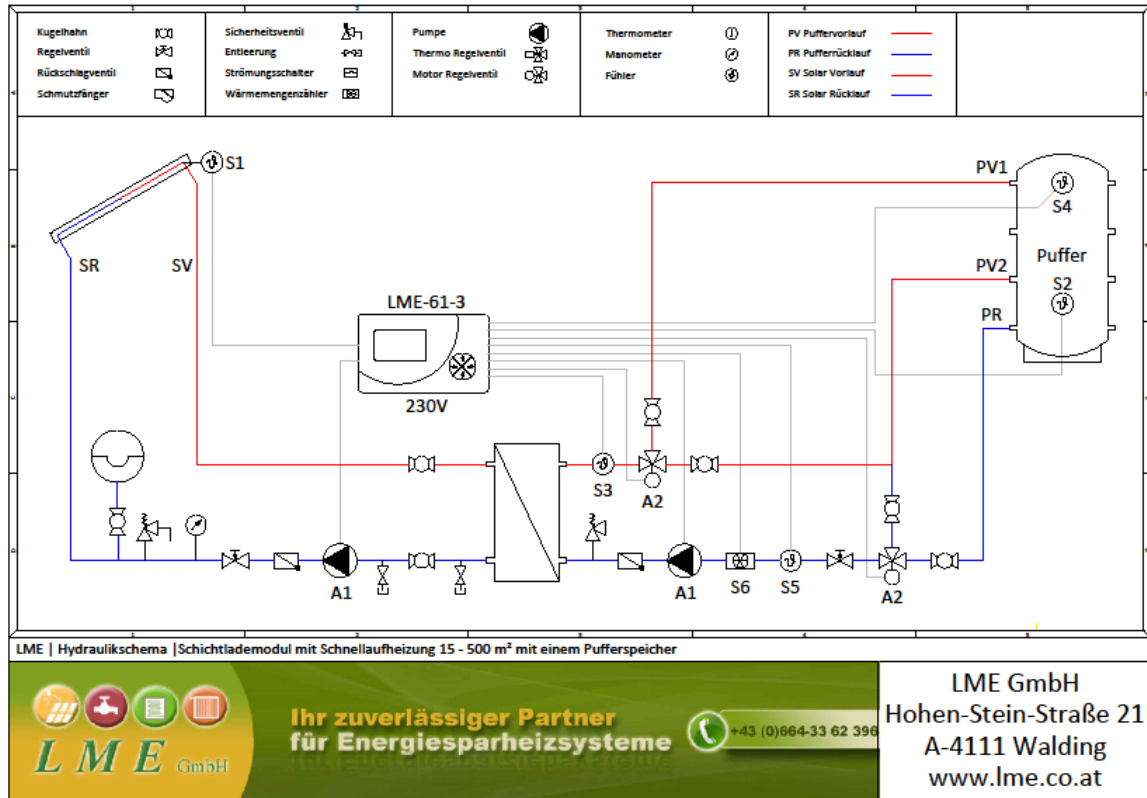 Kugelhahn
Regelventil
Rückschlagventil
Schmutzfänger
Sicherheitsventil
Entleerung
Strömungsschalter
Wärmemengenzähler
Pumpe
Thermo Regelventil
Motor Regelventil
Thermometer
Manometer
Fühler
PV Puffervorlauf
PR Pufferrücklauf
SV Solar Vorlauf
SR Solar Rücklauf
S1
SR
SV
LME-61-3
230V
PV1
S4
Puffer
PV2
S2
PR
S3
A2
A1
A1
S6
S5
A2
LME | Hydraulikschema |Schichtlademodul mit Schnellaufheizung 15 - 500 m² mit einem Pufferspeicher
L M E GmbH
Ihr zuverlässiger Partner
für Energiesparheizsysteme
+43 (0)664-33 62 396
LME GmbH
Hohen-Stein-Straße 21
A-4111 Walding
www.lme.co.at